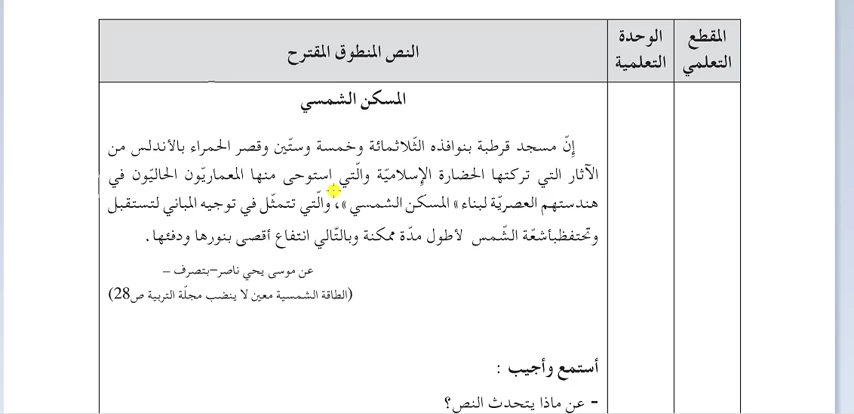 المقطع التعلمي
الوحدة التعلمية
النص المنطوق المقترح
المسكن الشمسي
إنّ مسجد قرطبة بنوافذه الثّلاثمائة وخمسة وستّين وقصر الحمراء بالأندلس من
الآثار التي تركتها الحضارة الإسلاميّة والّتي استوحى منها المعماريّون الحاليّون في
هندستهم العصريّة لبناء « المسكن الشمسي »، والّتي تتمثّل في توجيه المباني لتستقبل
وتحتفظبأشعّة الشّمس لأطول مدّة ممكنة وبالتّالي انتفاع أقصى بنورها ودفئها.
عن موسى يحي ناصر–بتصرف –
(الطاقة الشمسية معين لا ينضب مجلّة التربية ص28)
أستمع وأجيب :
- عن ماذا يتحدث النص؟